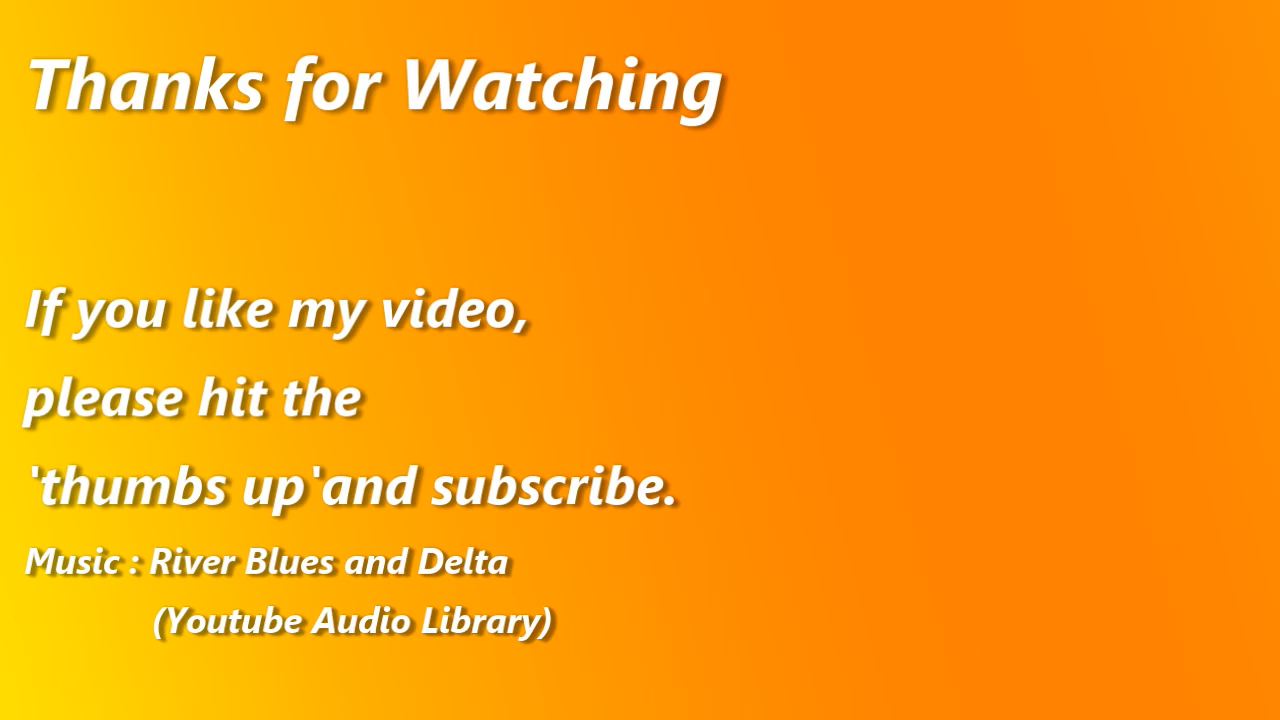 Thanks for Watching
If you like my video,
please hit the
'thumbs up'and subscribe.
Music : River Blues and Delta
(Youtube Audio Library)